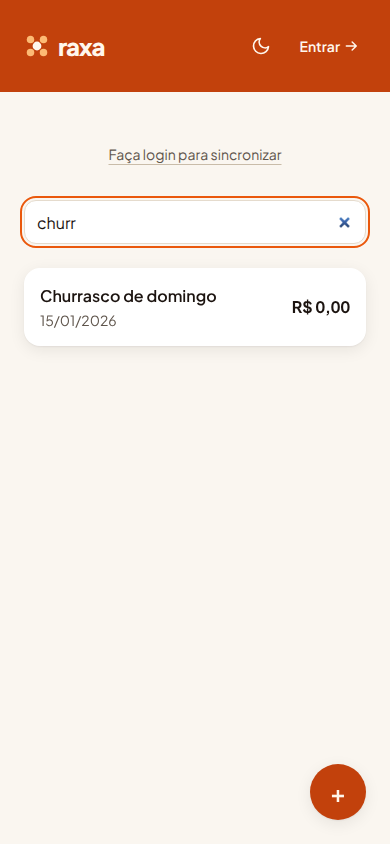 raxa
Entrar →
Faça login para sincronizar
churr
Churrasco de domingo
15/01/2026
R$ 0,00
+